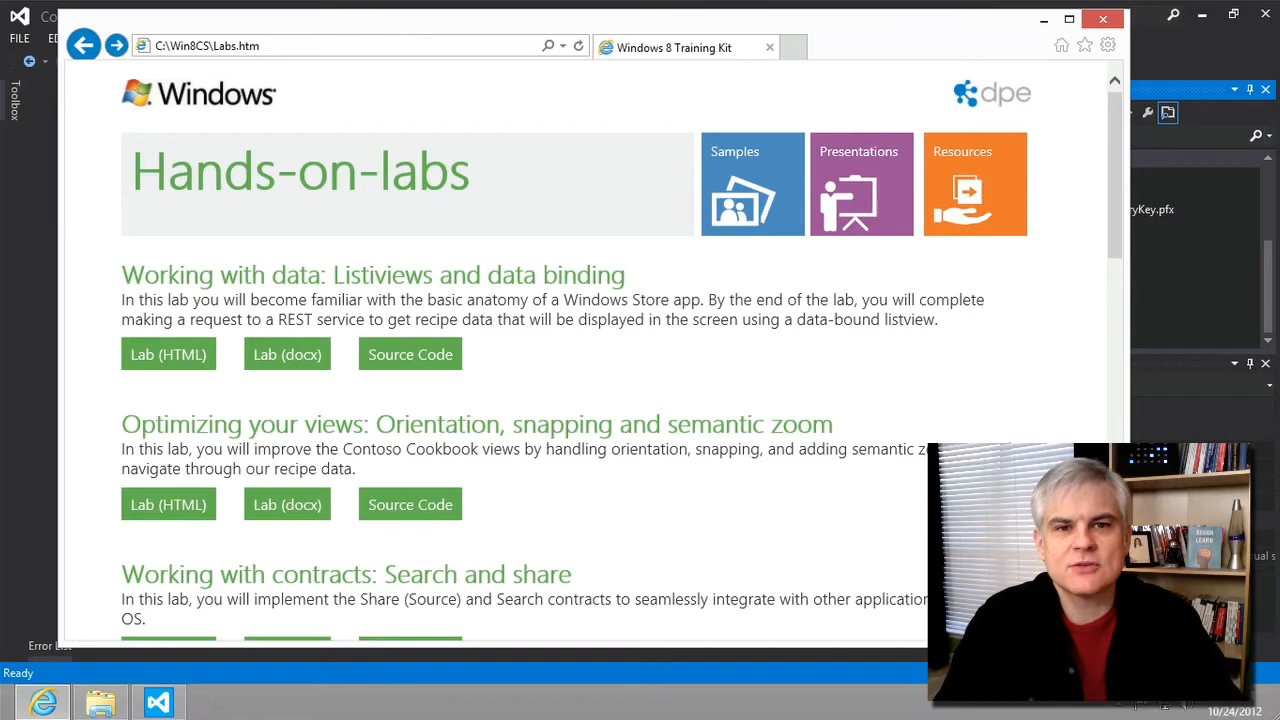 Co
FILE
ED
C:\Win8CS\Labs.htm
Windows 8 Training Kit
Toolbox
Windows
dpe
Hands-on-labs
Samples
Presentations
Resources
ryKey.pfx
Working with data: Listiviews and data binding
In this lab you will become familiar with the basic anatomy of a Windows Store app. By the end of the lab, you will complete
making a request to a REST service to get recipe data that will be displayed in the screen using a data-bound listview.
Lab (HTML)
Lab (docx)
Source Code
Optimizing your views: Orientation, snapping and semantic zoom
In this lab, you will improve the Contoso Cookbook views by handling orientation, snapping, and adding semantic
navigate through our recipe data.
Lab (HTML)
Lab (docx)
Source Code
Working with contracts: Search and share
In this lab, you will implement the Share (Source) and Search contracts to seamlessly integrate with other application
OS.
DESIGN
LEARN
ual s
Error List
Ready
10/24/2012